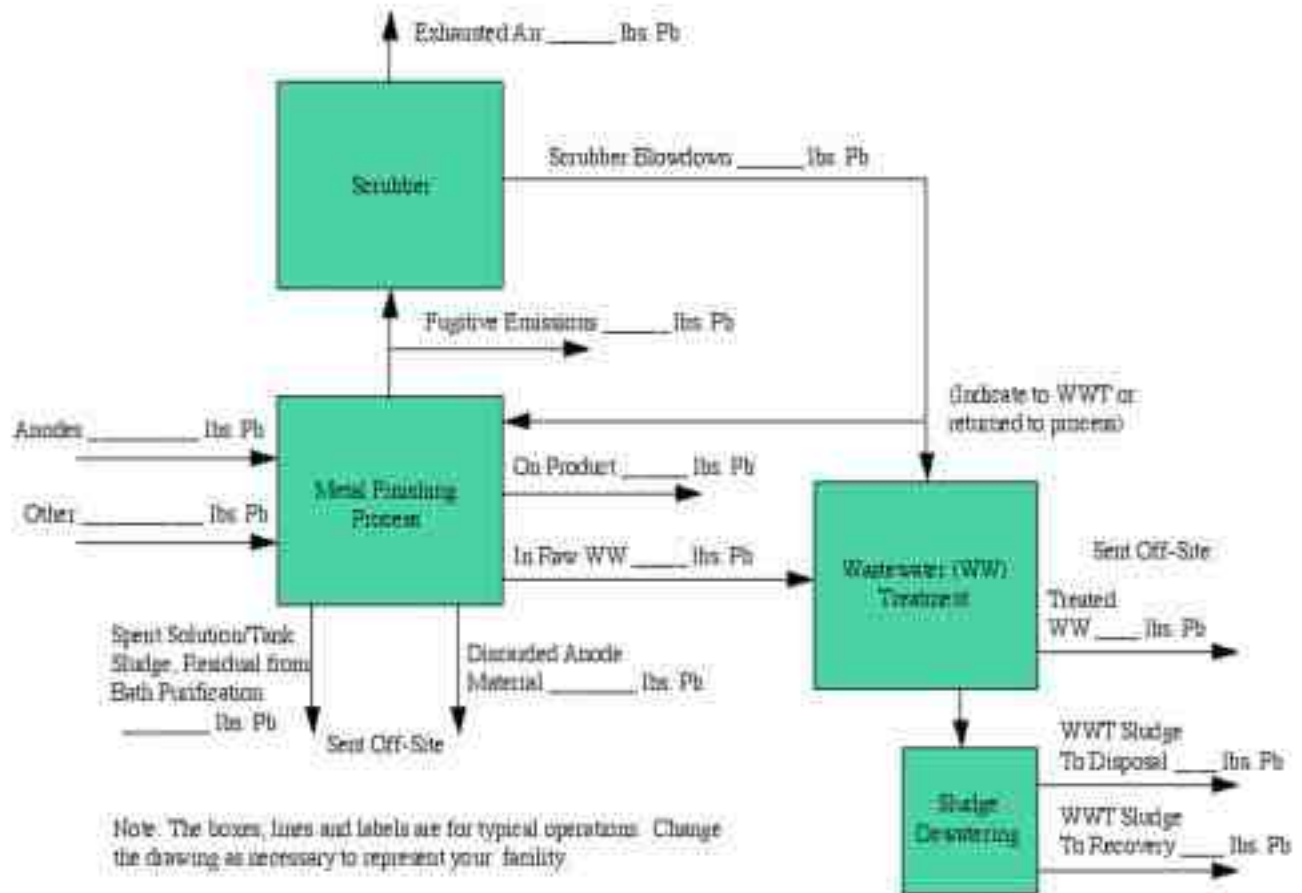 Exhausted Air ______ lbs. Pb
Scrubber
Scrubber Blowdown _____ lbs. Pb
Fugitive Emissions ______ lbs. Pb
(Indicate to WWT or
returned to process)
Anodes _________ lbs. Pb
Other __________ lbs. Pb
Metal Finishing
Process
On Product _____ lbs. Pb
In Raw WW ____ lbs. Pb
Wastewater (WW)
Treatment
Sent Off-Site
Treated
WW ___ lbs. Pb
Spent Solution/Tank
Sludge, Residual from
Bath Purification
______ lbs. Pb
Discarded Anode
Material ________ lbs. Pb
Sent Off-Site
Sludge
Dewatering
WWT Sludge
To Disposal ____ lbs. Pb
WWT Sludge
To Recovery ____ lbs. Pb
Note: The boxes, lines and labels are for typical operations. Change
the drawing as necessary to represent your facility.